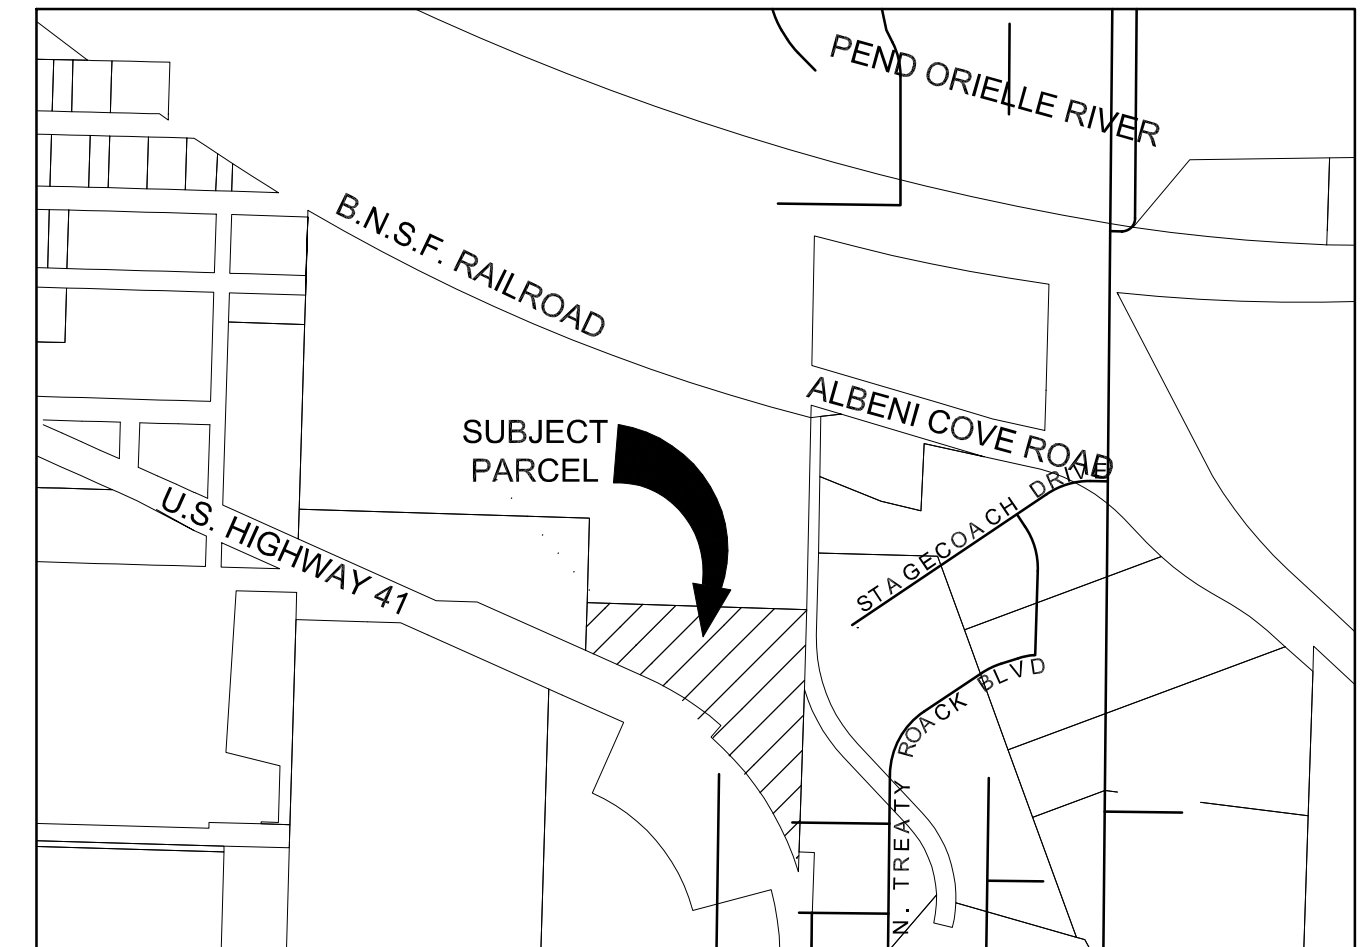 PEND ORIELLE RIVER
B.N.S.F. RAILROAD
ALBENI COVE ROAD
SUBJECT
PARCEL
STAGECOACH DRIVE
U.S. HIGHWAY 41
N. TREATY ROACK BLVD